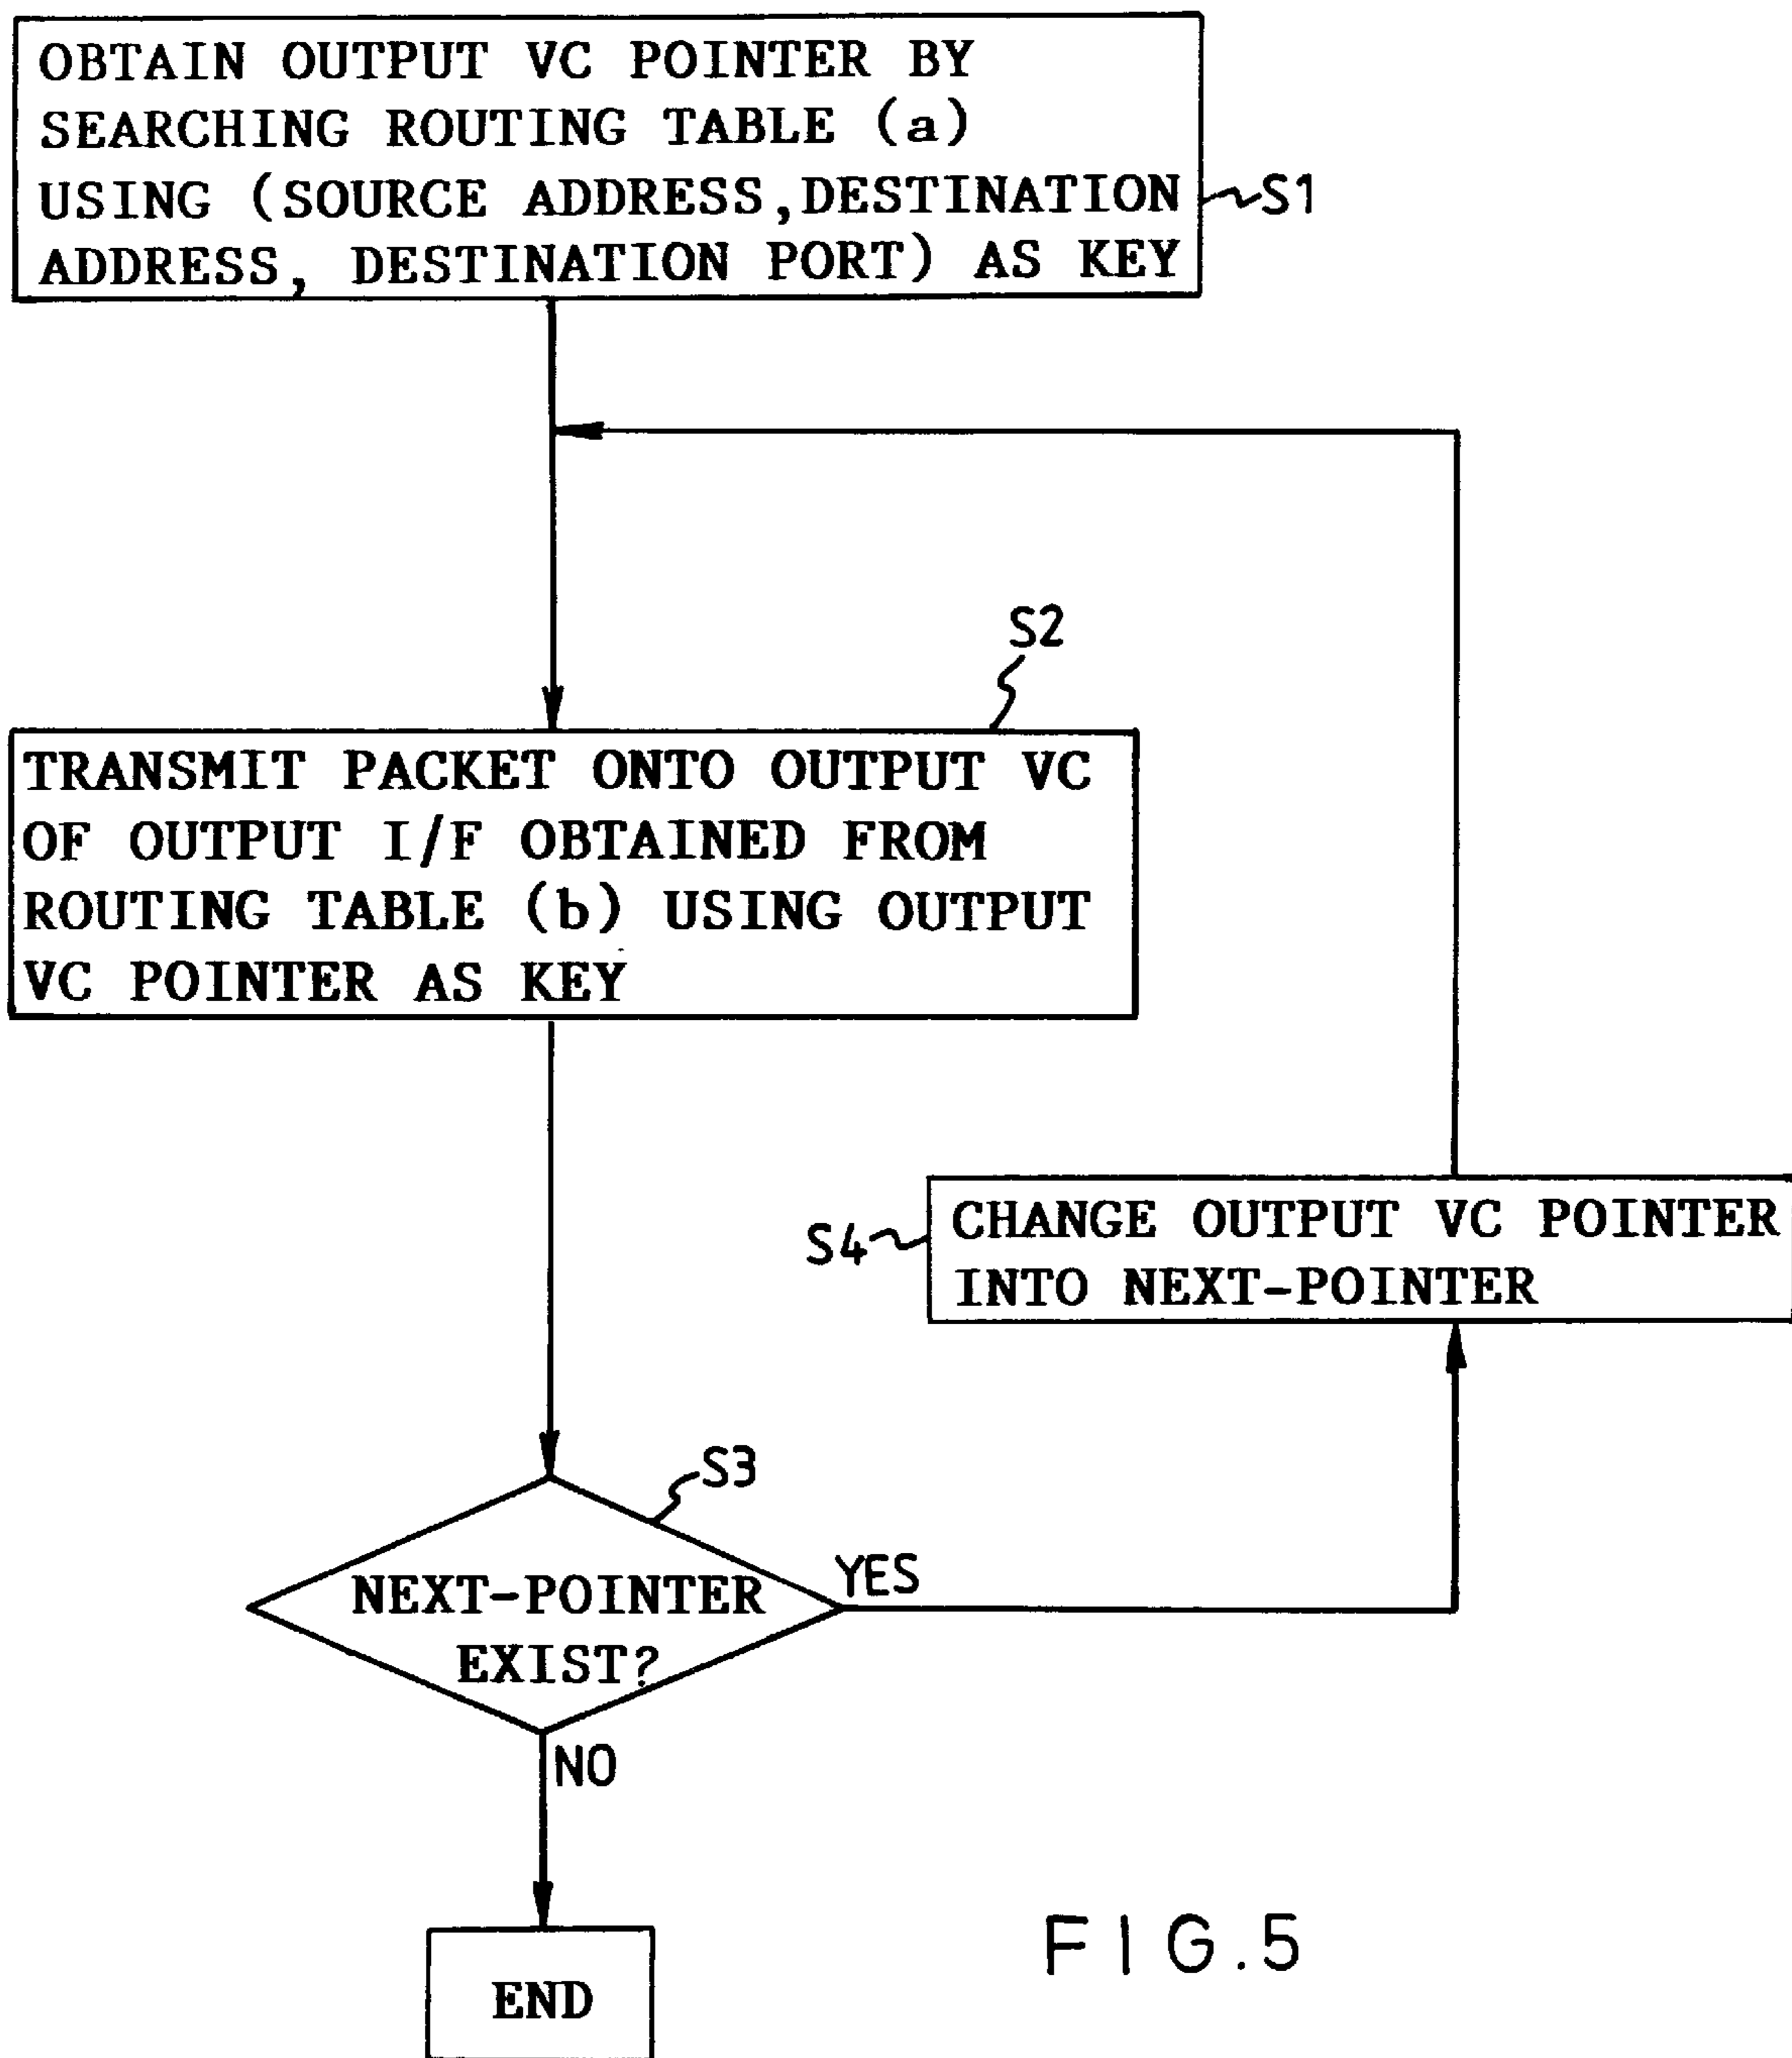 OBTAIN OUTPUT VC POINTER BY
SEARCHING ROUTING TABLE (a)
USING (SOURCE ADDRESS,DESTINATION
ADDRESS, DESTINATION PORT) AS KEY
S1
S2
TRANSMIT PACKET ONTO OUTPUT VC
OF OUTPUT I/F OBTAINED FROM
ROUTING TABLE (b) USING OUTPUT
VC POINTER AS KEY
S4
CHANGE OUTPUT VC POINTER
INTO NEXT-POINTER
S3
NEXT-POINTER
EXIST?
YES
NO
END
FIG.5